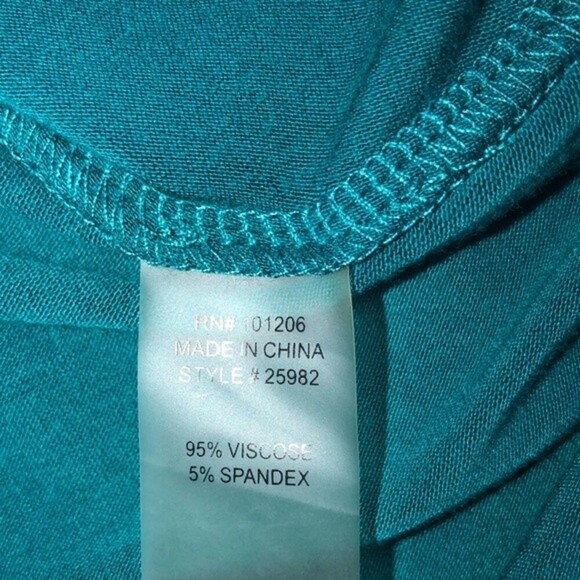 RN# 101206
MADE IN CHINA
STYLE # 25982
95% VISCOSE
5% SPANDEX